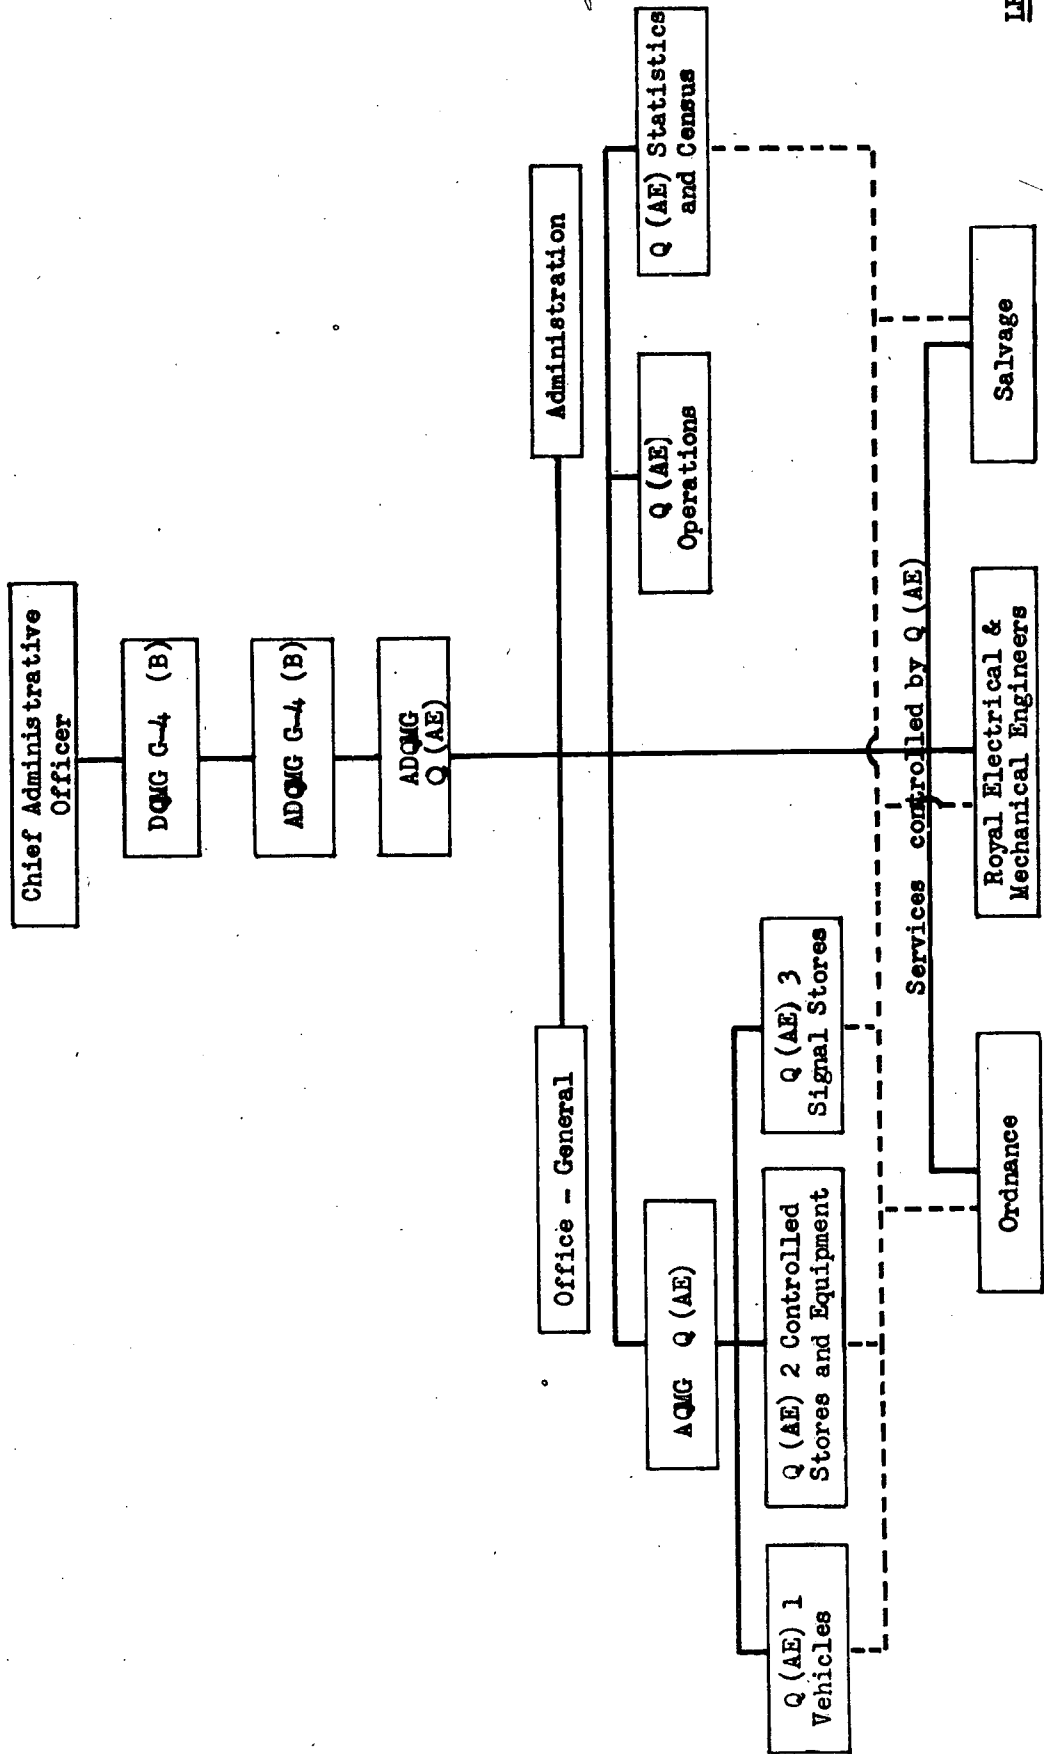 Chief Administrative
Officer
DQMG G-4 (B)
ADQMG G-4 (B)
ADQMG
Q (AE)
Office - General
Administration
AQMG Q (AE)
Q (AE)
Operations
Q (AE) Statistics
and Census
Q (AE) 1
Vehicles
Q (AE) 2 Controlled
Stores and Equipment
Q (AE) 3
Signal Stores
Services controlled by Q (AE)
Ordnance
Royal Electrical &
Mechanical Engineers
Salvage